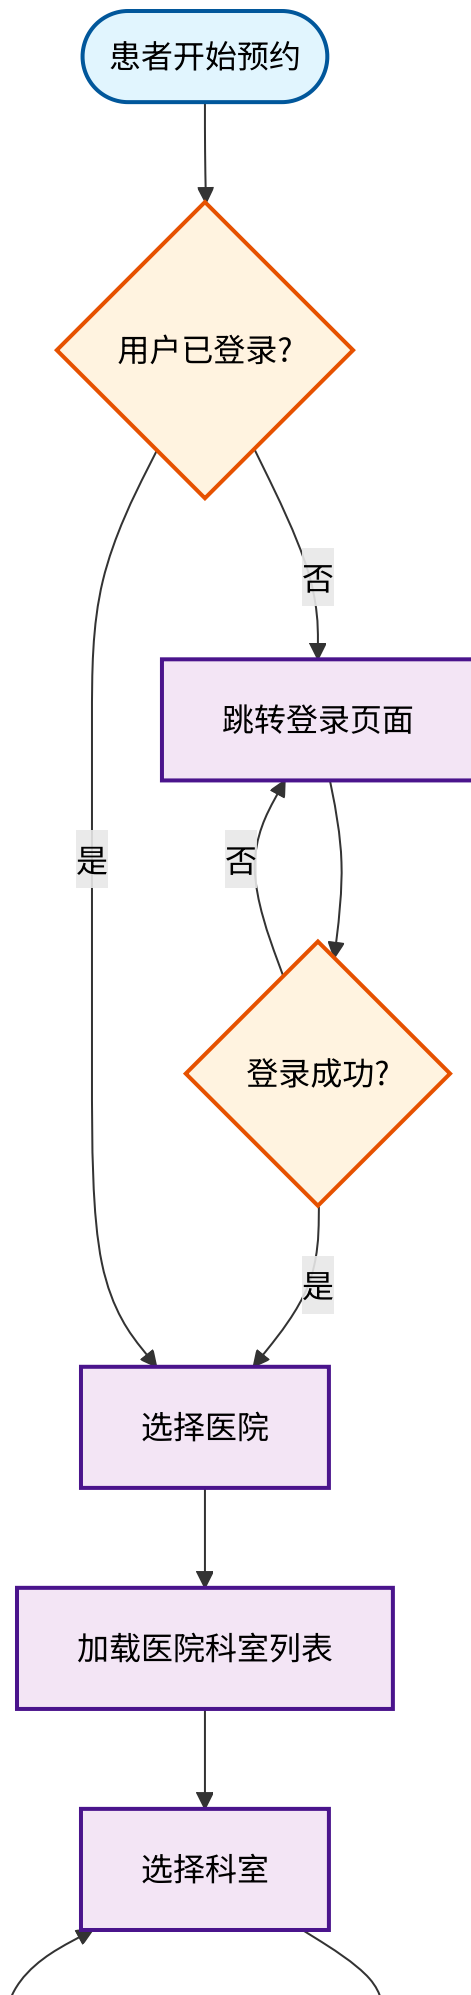 患者开始预约
用户已登录?
否
跳转登录页面
是
否
登录成功?
是
选择医院
加载医院科室列表
选择科室